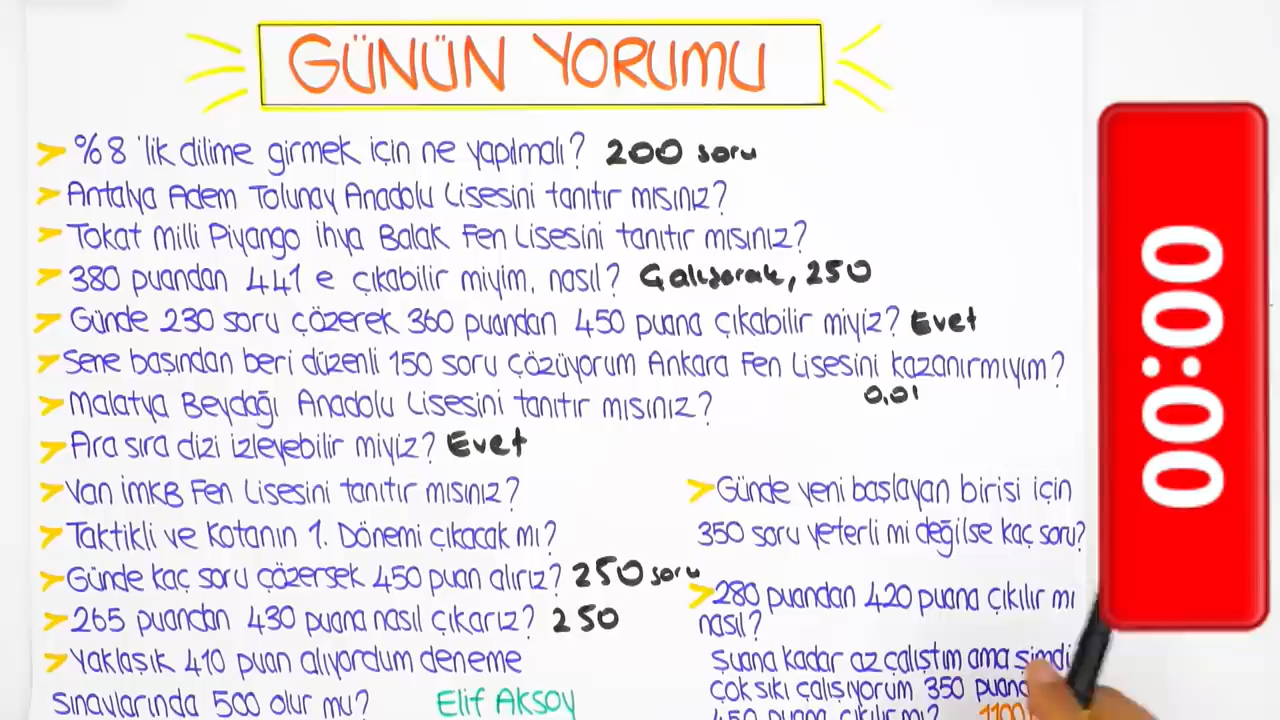 GÜNÜN YORUMU
➤ %8 'lik dilime girmek için ne yapılmalı? 200 soru
➤ Antalya Adem Tolunay Anadolu Lisesini tanıtır mısınız?
➤ Tokat Milli Piyango İhya Balak Fen Lisesini tanıtır mısınız?
➤ 380 puandan 441 e çıkabilir miyim, nasıl? Çalışarak, 250
➤ Günde 230 soru çözerek 360 puandan 450 puana çıkabilir miyiz? Evet
➤ Sene başından beri düzenli 150 soru çözüyorum Ankara Fen Lisesini kazanırmıyım?
0,01
➤ Malatya Beydağı Anadolu Lisesini tanıtır mısınız?
➤ Ara sıra dizi izleyebilir miyiz? Evet
➤ Van İMKB Fen Lisesini tanıtır mısınız?
➤ Taktikli ve Kotanın 1. Dönemi çıkacak mı?
➤ Günde kaç soru çözersek 450 puan alırız? 250 soru
➤ 265 puandan 430 puana nasıl çıkarız? 250
➤ Yaklaşık 410 puan alıyordum deneme
sınavlarında 500 olur mu? Elif Aksoy
➤ Günde yeni başlayan birisi için
350 soru yeterli mi değilse kaç soru?
➤ 280 puandan 420 puana çıkılır mı
nasıl?
Şuana kadar az çalıştım ama şimdi
çok sıkı çalışıyorum 350
450 puana çıkılır mı? 1100
00:00